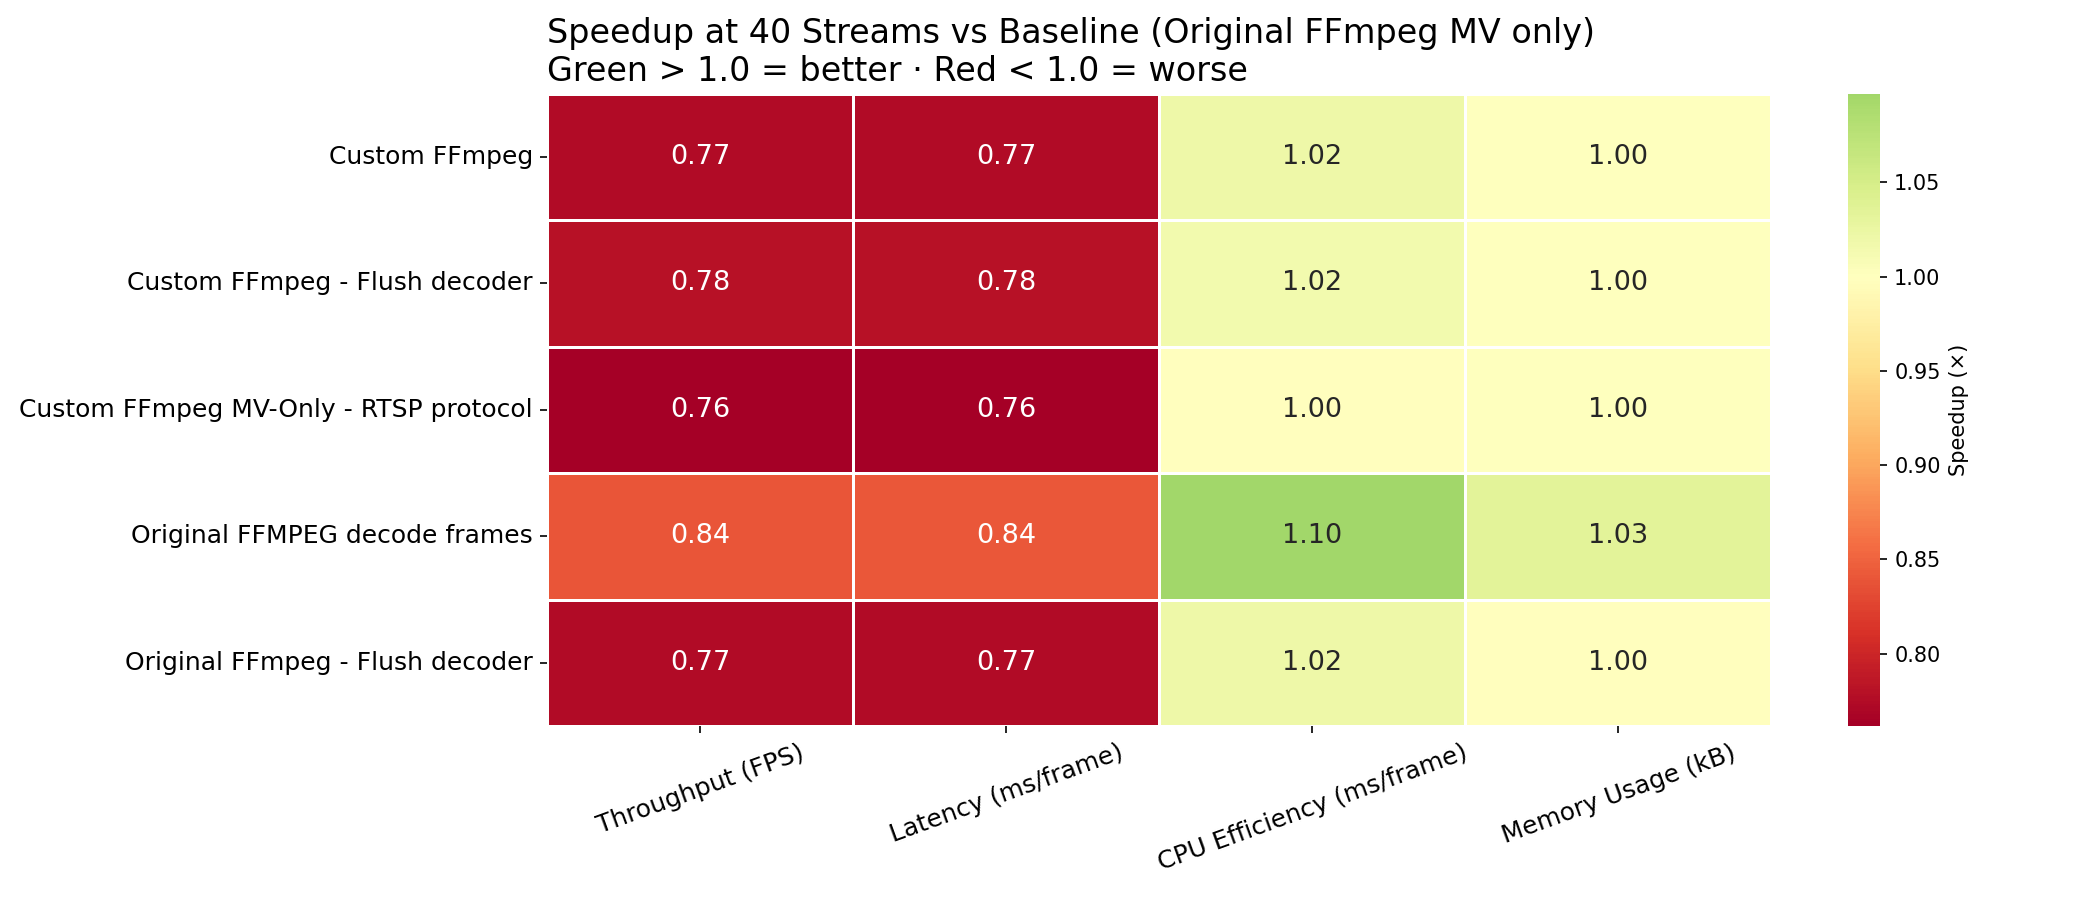 Speedup at 40 Streams vs Baseline (Original FFmpeg MV only)
Green > 1.0 = better · Red < 1.0 = worse
Custom FFmpeg
0.77
0.77
1.02
1.00
Custom FFmpeg - Flush decoder
0.78
0.78
1.02
1.00
Custom FFmpeg MV-Only - RTSP protocol
0.76
0.76
1.00
1.00
Original FFMPEG decode frames
0.84
0.84
1.10
1.03
Original FFmpeg - Flush decoder
0.77
0.77
1.02
1.00
Throughput (FPS)
Latency (ms/frame)
CPU Efficiency (ms/frame)
Memory Usage (kB)
1.05
1.00
0.95
0.90
0.85
0.80
Speedup (×)